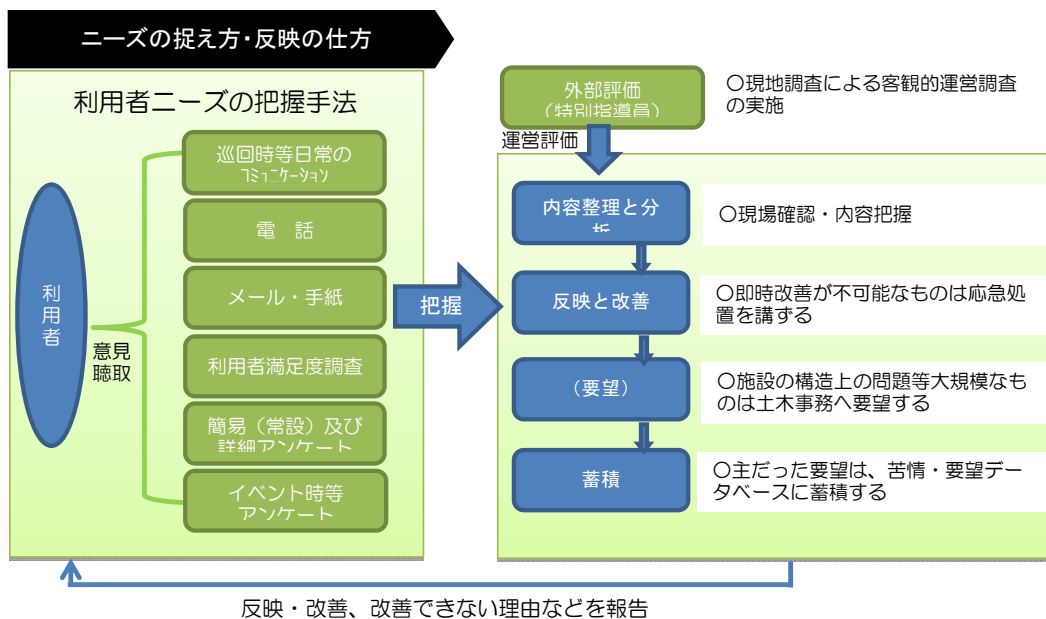 ニーズの捉え方・反映の仕方
利用者ニーズの把握手法
利用者
意見
聴取
巡回時等日常の
コミュニケーション
電 話
メール・手紙
利用者満足度調査
簡易（常設）及び
詳細アンケート
イベント時等
アンケート
把握
外部評価
（特別指導員）
運営評価
〇現地調査による客観的運営調査
の実施
内容整理と分
析
〇現場確認・内容把握
反映と改善
〇即時改善が不可能なものは応急処
置を講ずる
（要望）
〇施設の構造上の問題等大規模なも
のは土木事務へ要望する
蓄積
〇主だった要望は、苦情・要望デー
タベースに蓄積する
反映・改善、改善できない理由などを報告